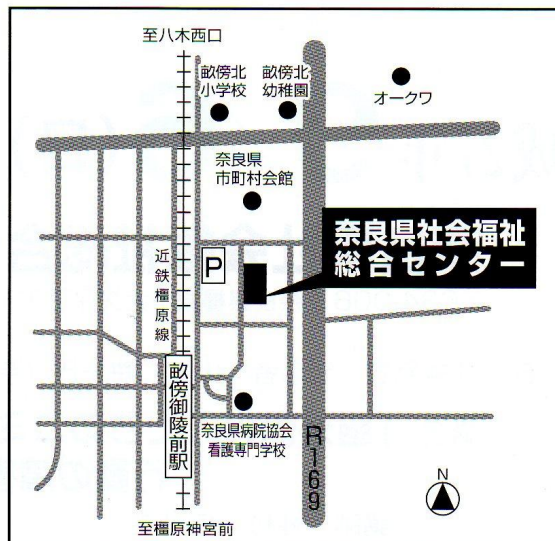 至八木西口
畝傍北
小学校
畝傍北
幼稚園
オークワ
奈良県
市町村会館
奈良県社会福祉
総合センター
P
近鉄橿原線
畝傍御陵前駅
奈良県病院協会
看護専門学校
R169
N
至橿原神宮前